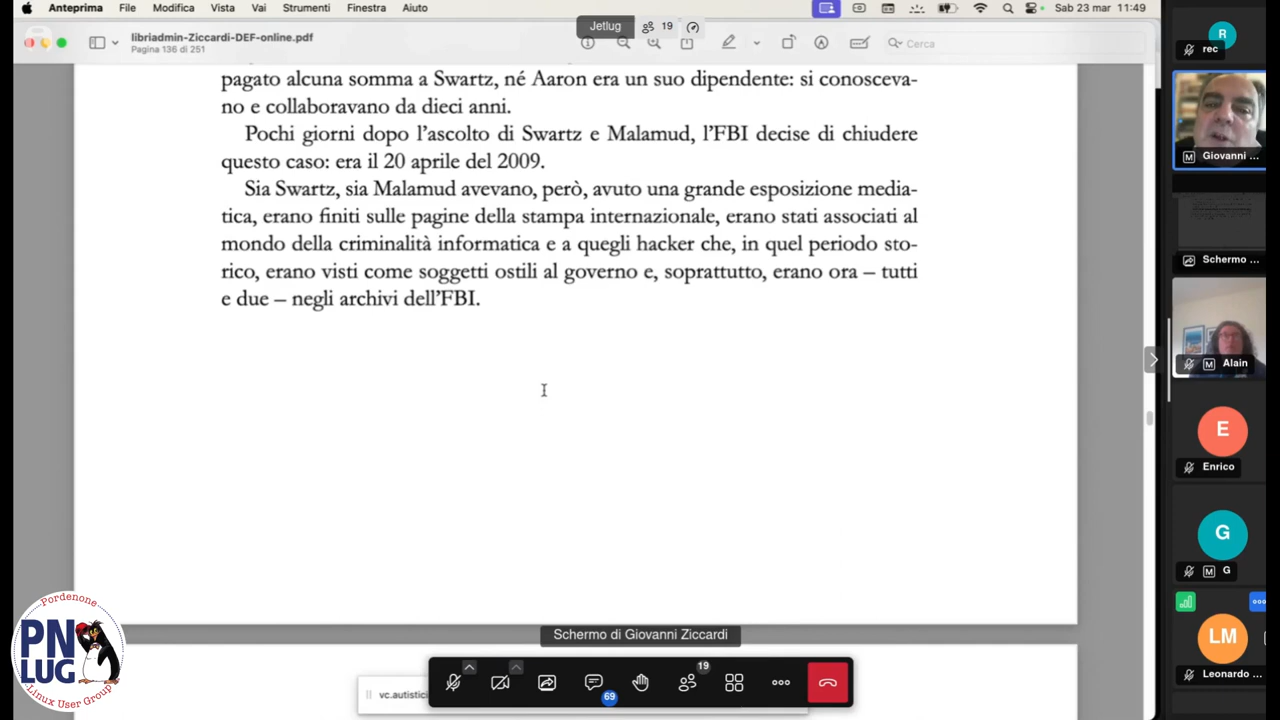 Anteprima File Modifica Vista Vai Strumenti Finestra Aiuto
Sab 23 mar 11:49
Jetlug 19
libriadmin-Ziccardi-DEF-online.pdf
Pagina 136 di 251
Cerca
pagato alcuna somma a Swartz, né Aaron era un suo dipendente: si conosceva-
no e collaboravano da dieci anni.
Pochi giorni dopo l'ascolto di Swartz e Malamud, l'FBI decise di chiudere
questo caso: era il 20 aprile del 2009.
Sia Swartz, sia Malamud avevano, però, avuto una grande esposizione media-
tica, erano finiti sulle pagine della stampa internazionale, erano stati associati al
mondo della criminalità informatica e a quegli hacker che, in quel periodo sto-
rico, erano visti come soggetti ostili al governo e, soprattutto, erano ora – tutti
e due – negli archivi dell'FBI.
R
rec
M Giovanni ...
Schermo ...
M Alain
E
Enrico
G
M G
LM
Leonardo ...
Schermo di Giovanni Ziccardi
19
69
vc.autistici
Pordenone
PN
LUG
Linux User Group